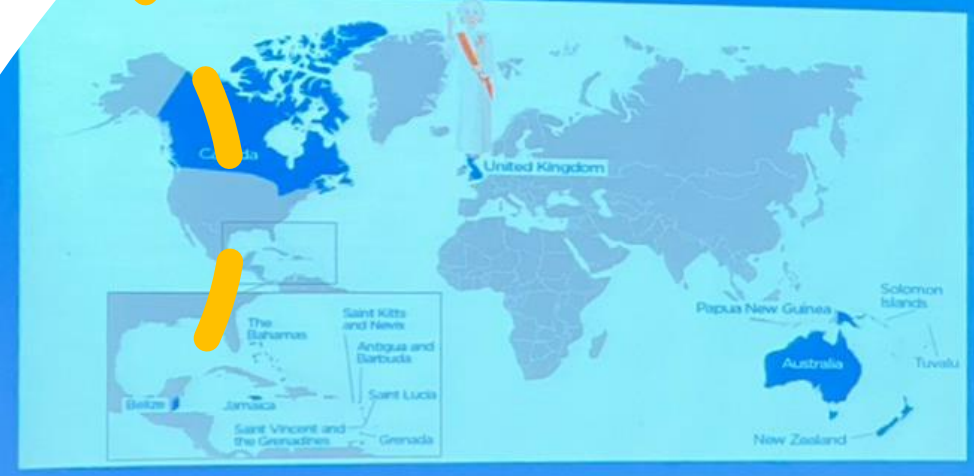 Canada
United Kingdom
The
Bahamas
Saint Kitts
and Nevis
Antigua and
Barbuda
Saint Lucia
Belize
Jamaica
Saint Vincent and
the Grenadines
Grenada
Papua New Guinea
Solomon
Islands
Australia
Tuvalu
New Zealand